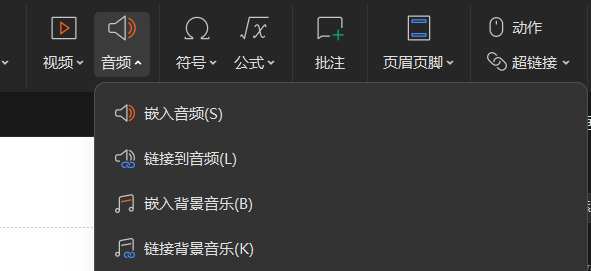 动作
视频 音频 符号 公式 批注 页眉页脚 超链接
嵌入音频(S)
链接到音频(L)
嵌入背景音乐(B)
链接背景音乐(K)